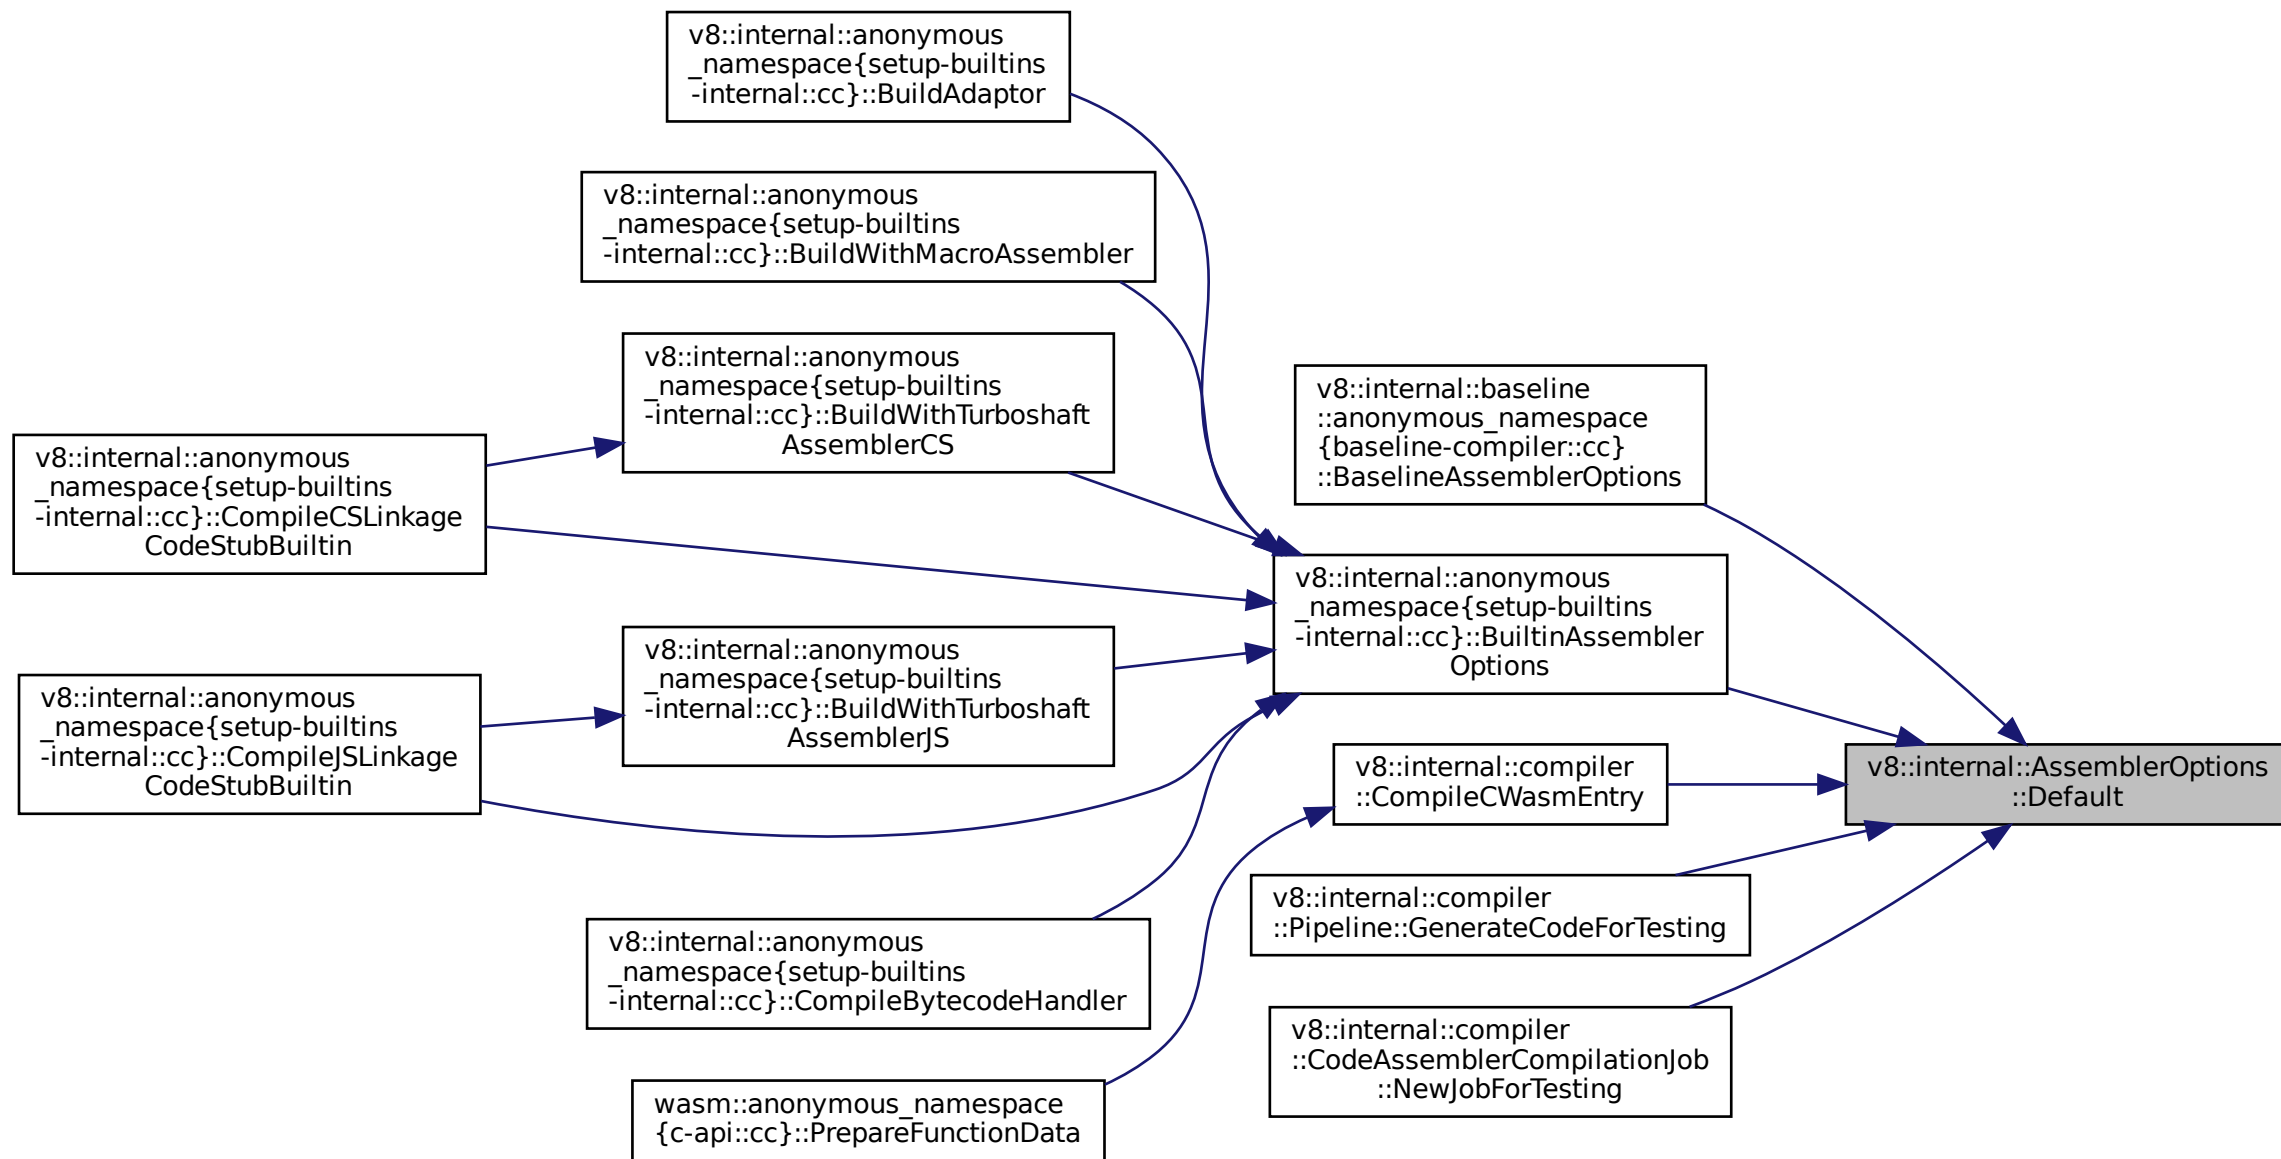 v8::internal::anonymous
_namespace{setup-builtins
-internal::cc}::BuildAdaptor
v8::internal::anonymous
_namespace{setup-builtins
-internal::cc}::BuildWithMacroAssembler
v8::internal::anonymous
_namespace{setup-builtins
-internal::cc}::BuildWithTurboshaft
AssemblerCS
v8::internal::baseline
::anonymous_namespace
{baseline-compiler::cc}
::BaselineAssemblerOptions
v8::internal::anonymous
_namespace{setup-builtins
-internal::cc}::CompileCSLinkage
CodeStubBuiltin
v8::internal::anonymous
_namespace{setup-builtins
-internal::cc}::BuiltinAssembler
Options
v8::internal::anonymous
_namespace{setup-builtins
-internal::cc}::BuildWithTurboshaft
AssemblerJS
v8::internal::anonymous
_namespace{setup-builtins
-internal::cc}::CompileJSLinkage
CodeStubBuiltin
v8::internal::compiler
::CompileCWasmEntry
v8::internal::AssemblerOptions
::Default
v8::internal::compiler
::Pipeline::GenerateCodeForTesting
v8::internal::anonymous
_namespace{setup-builtins
-internal::cc}::CompileBytecodeHandler
v8::internal::compiler
::CodeAssemblerCompilationJob
::NewJobForTesting
wasm::anonymous_namespace
{c-api::cc}::PrepareFunctionData